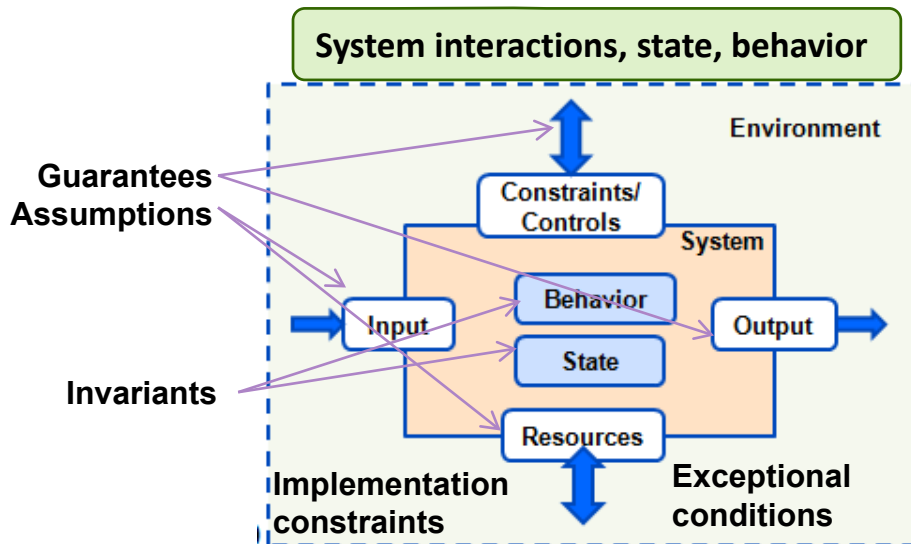 System interactions, state, behavior
Environment
Guarantees
Assumptions
Constraints/
Controls
System
Behavior
Input
Output
State
Invariants
Resources
Implementation
constraints
Exceptional
conditions